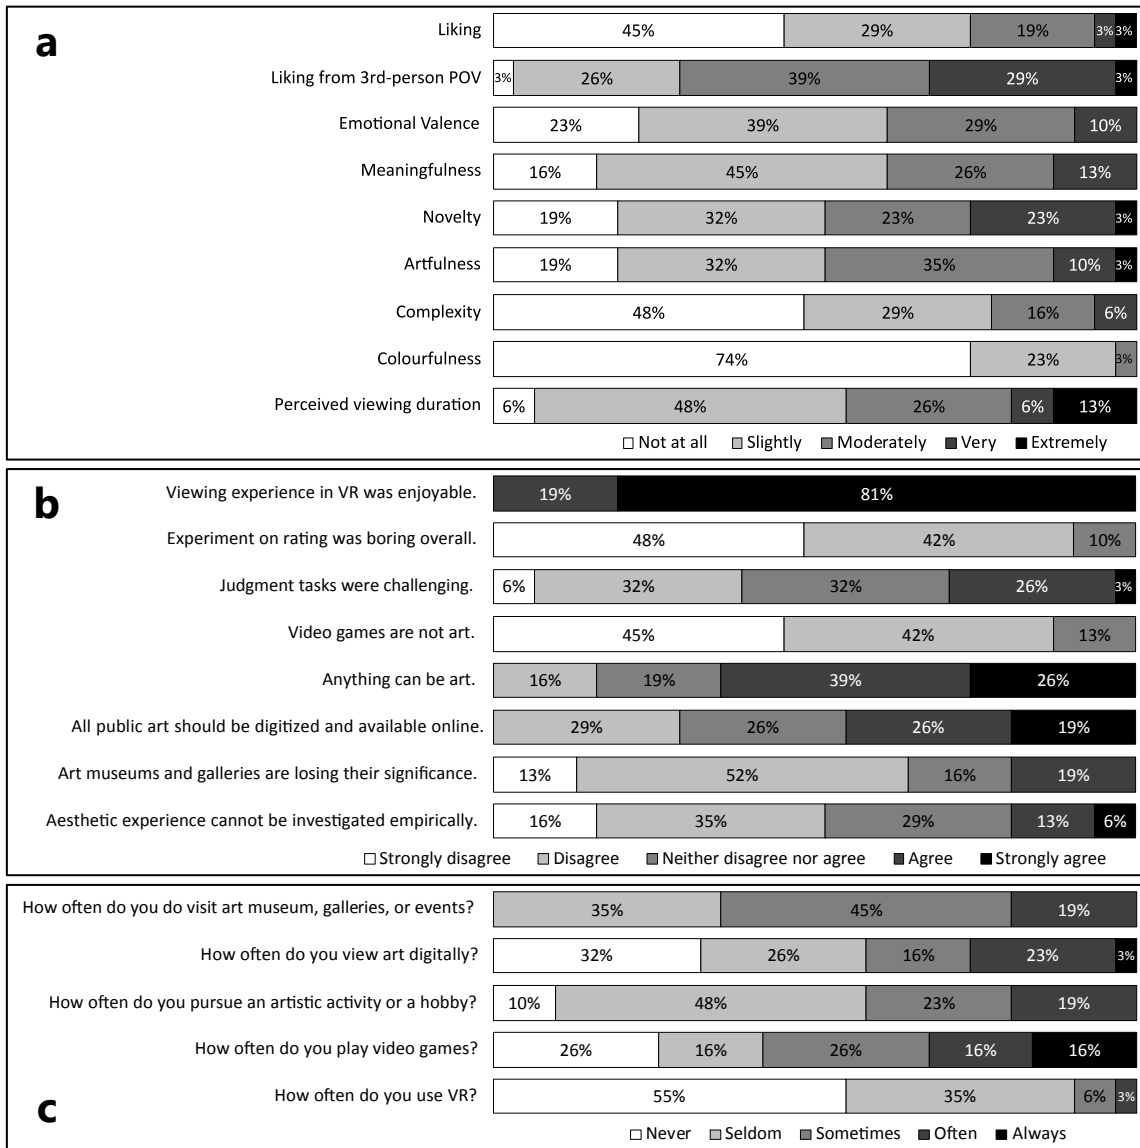 a
Liking 45% 29% 19% 3% 3%
Liking from 3rd-person POV 3% 26% 39% 29% 3%
Emotional Valence 23% 39% 29% 10%
Meaningfulness 16% 45% 26% 13%
Novelty 19% 32% 23% 23% 3%
Artfulness 19% 32% 35% 10% 3%
Complexity 48% 29% 16% 6%
Colourfulness 74% 23% 3%
Perceived viewing duration 6% 48% 26% 6% 13%
Not at all Slightly Moderately Very Extremely
b
Viewing experience in VR was enjoyable. 19% 81%
Experiment on rating was boring overall. 48% 42% 10%
Judgment tasks were challenging. 6% 32% 32% 26% 3%
Video games are not art. 45% 42% 13%
Anything can be art. 16% 19% 39% 26%
All public art should be digitized and available online. 29% 26% 26% 19%
Art museums and galleries are losing their significance. 13% 52% 16% 19%
Aesthetic experience cannot be investigated empirically. 16% 35% 29% 13% 6%
Strongly disagree Disagree Neither disagree nor agree Agree Strongly agree
How often do you do visit art museum, galleries, or events? 35% 45% 19%
How often do you view art digitally? 32% 26% 16% 23% 3%
How often do you pursue an artistic activity or a hobby? 10% 48% 23% 19%
How often do you play video games? 26% 16% 26% 16% 16%
How often do you use VR? 55% 35% 6% 3%
c
Never Seldom Sometimes Often Always